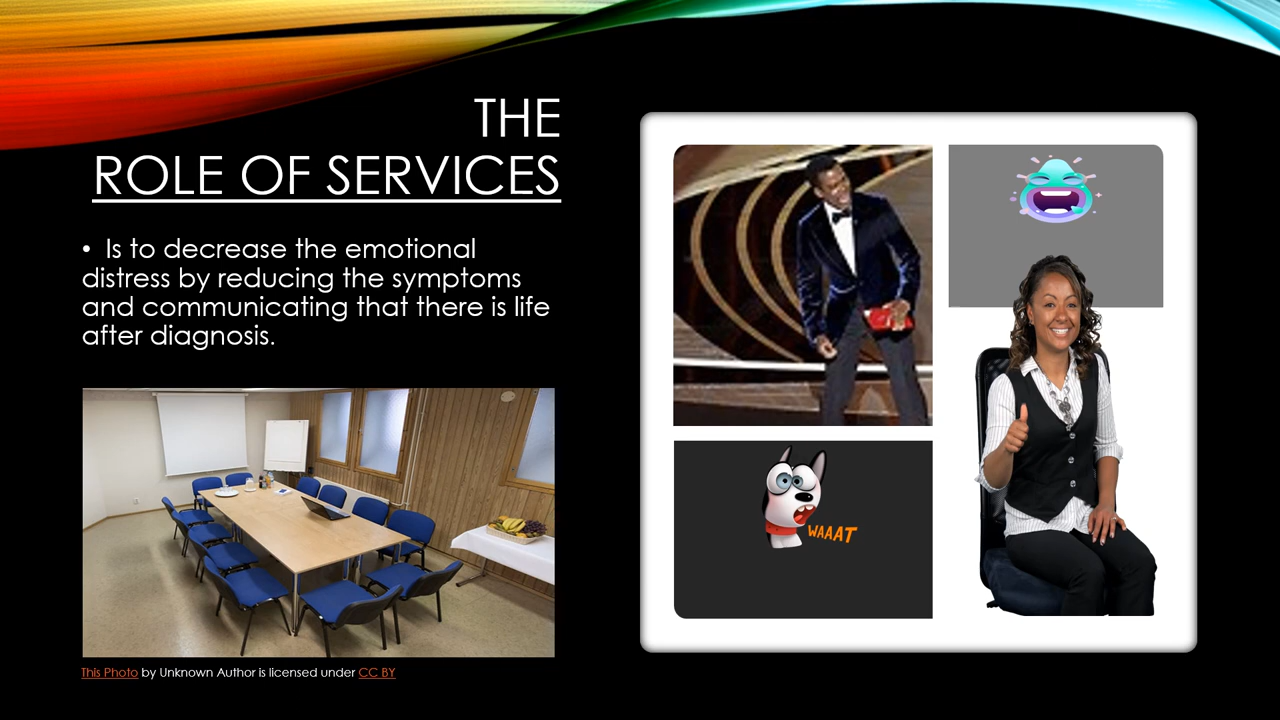 THE
ROLE OF SERVICES
• Is to decrease the emotional
distress by reducing the symptoms
and communicating that there is life
after diagnosis.
WAAAT
This Photo by Unknown Author is licensed under CC BY